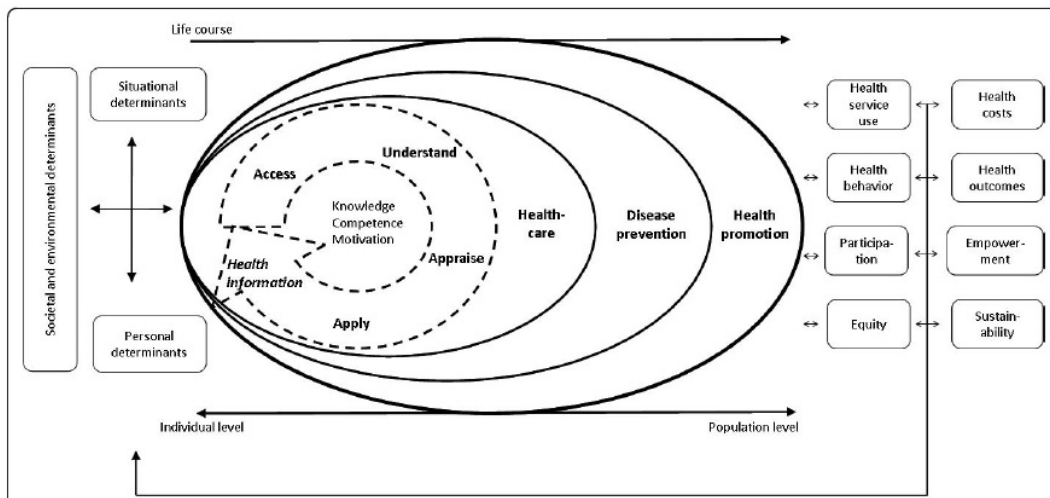 Life course
Societal and environmental determinants
Situational
determinants
Personal
determinants
Access
Understand
Knowledge
Competence
Motivation
Health
information
Appraise
Apply
Health-
care
Disease
prevention
Health
promotion
Individual level
Population level
Health
service
use
Health
costs
Health
behavior
Health
outcomes
Participa-
tion
Empower-
ment
Equity
Sustain-
ability